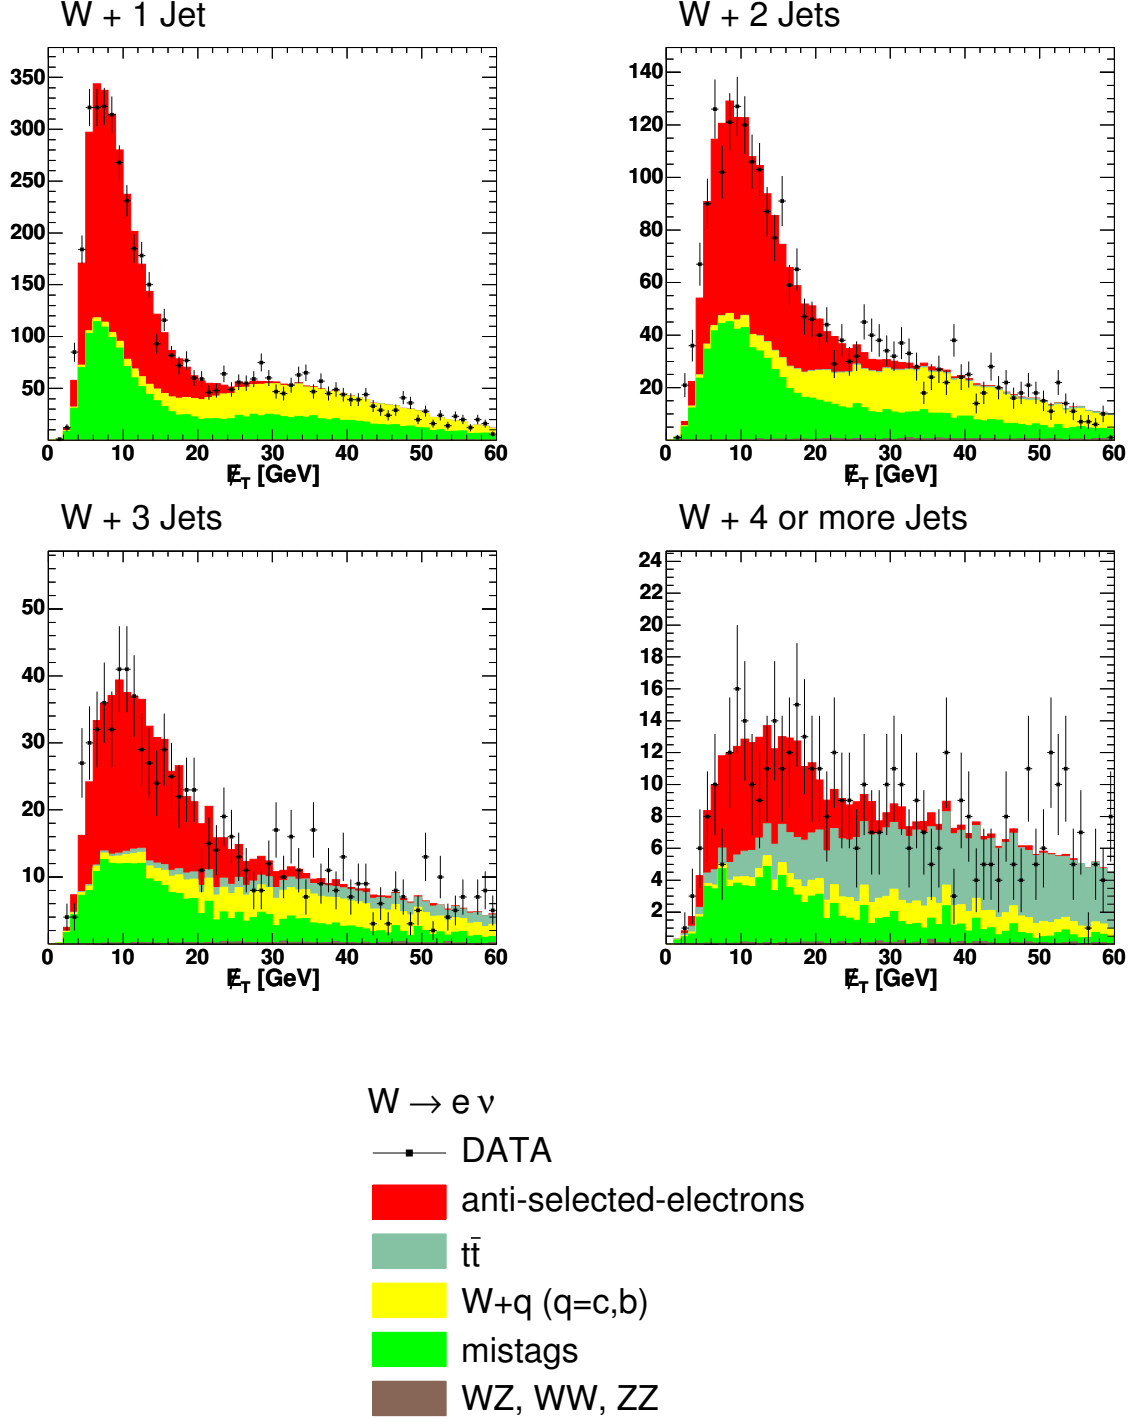 W + 1 Jet
W + 2 Jets
350
300
250
200
150
100
50
0 10 20 30 40 50 60
E̸_T [GeV]
140
120
100
80
60
40
20
0 10 20 30 40 50 60
E̸_T [GeV]
W + 3 Jets
W + 4 or more Jets
50
40
30
20
10
0 10 20 30 40 50 60
E̸_T [GeV]
24
22
20
18
16
14
12
10
8
6
4
2
0 10 20 30 40 50 60
E̸_T [GeV]
W → e ν
DATA
anti-selected-electrons
tt̄
W+q (q=c,b)
mistags
WZ, WW, ZZ